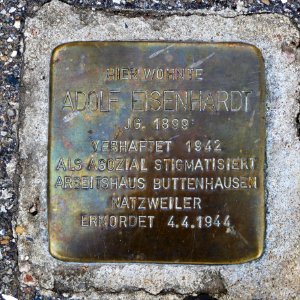 HIER WOHNTE
ADOLF EISENHARDT
JG. 1899
VERHAFTET 1942
ALS ASOZIAL STIGMATISIERT
ARBEITSHAUS BUTTENHAUSEN
NATZWEILER
ERMORDET 4.4.1944